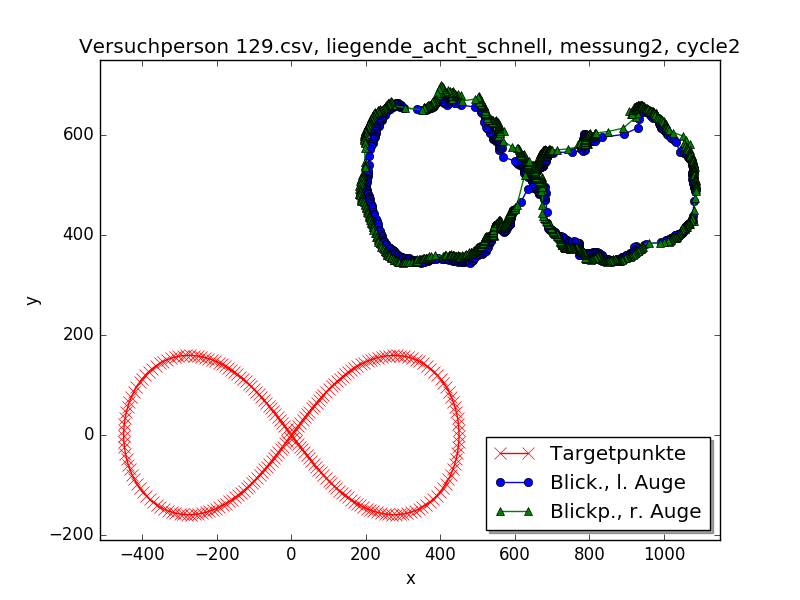 Versuchperson 129.csv, liegende_acht_schnell, messung2, cycle2
y
600
400
200
0
−200
−400
−200
0
200
400
600
800
1000
x
Targetpunkte
Blick., l. Auge
Blickp., r. Auge